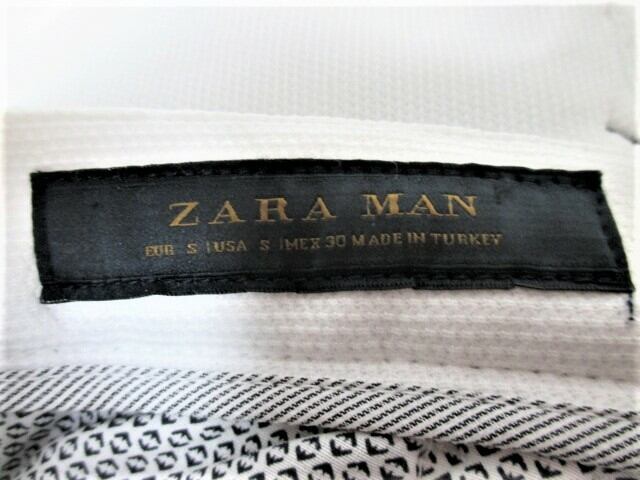 ZARA MAN
EUR S | USA S | MEX 30 MADE IN TURKEY